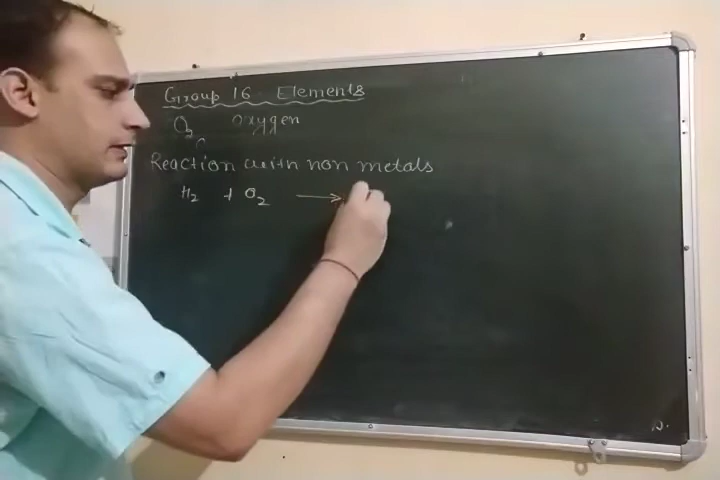 Group 16 Elements
O2 oxygen
Reaction with non metals
H2 + O2 →